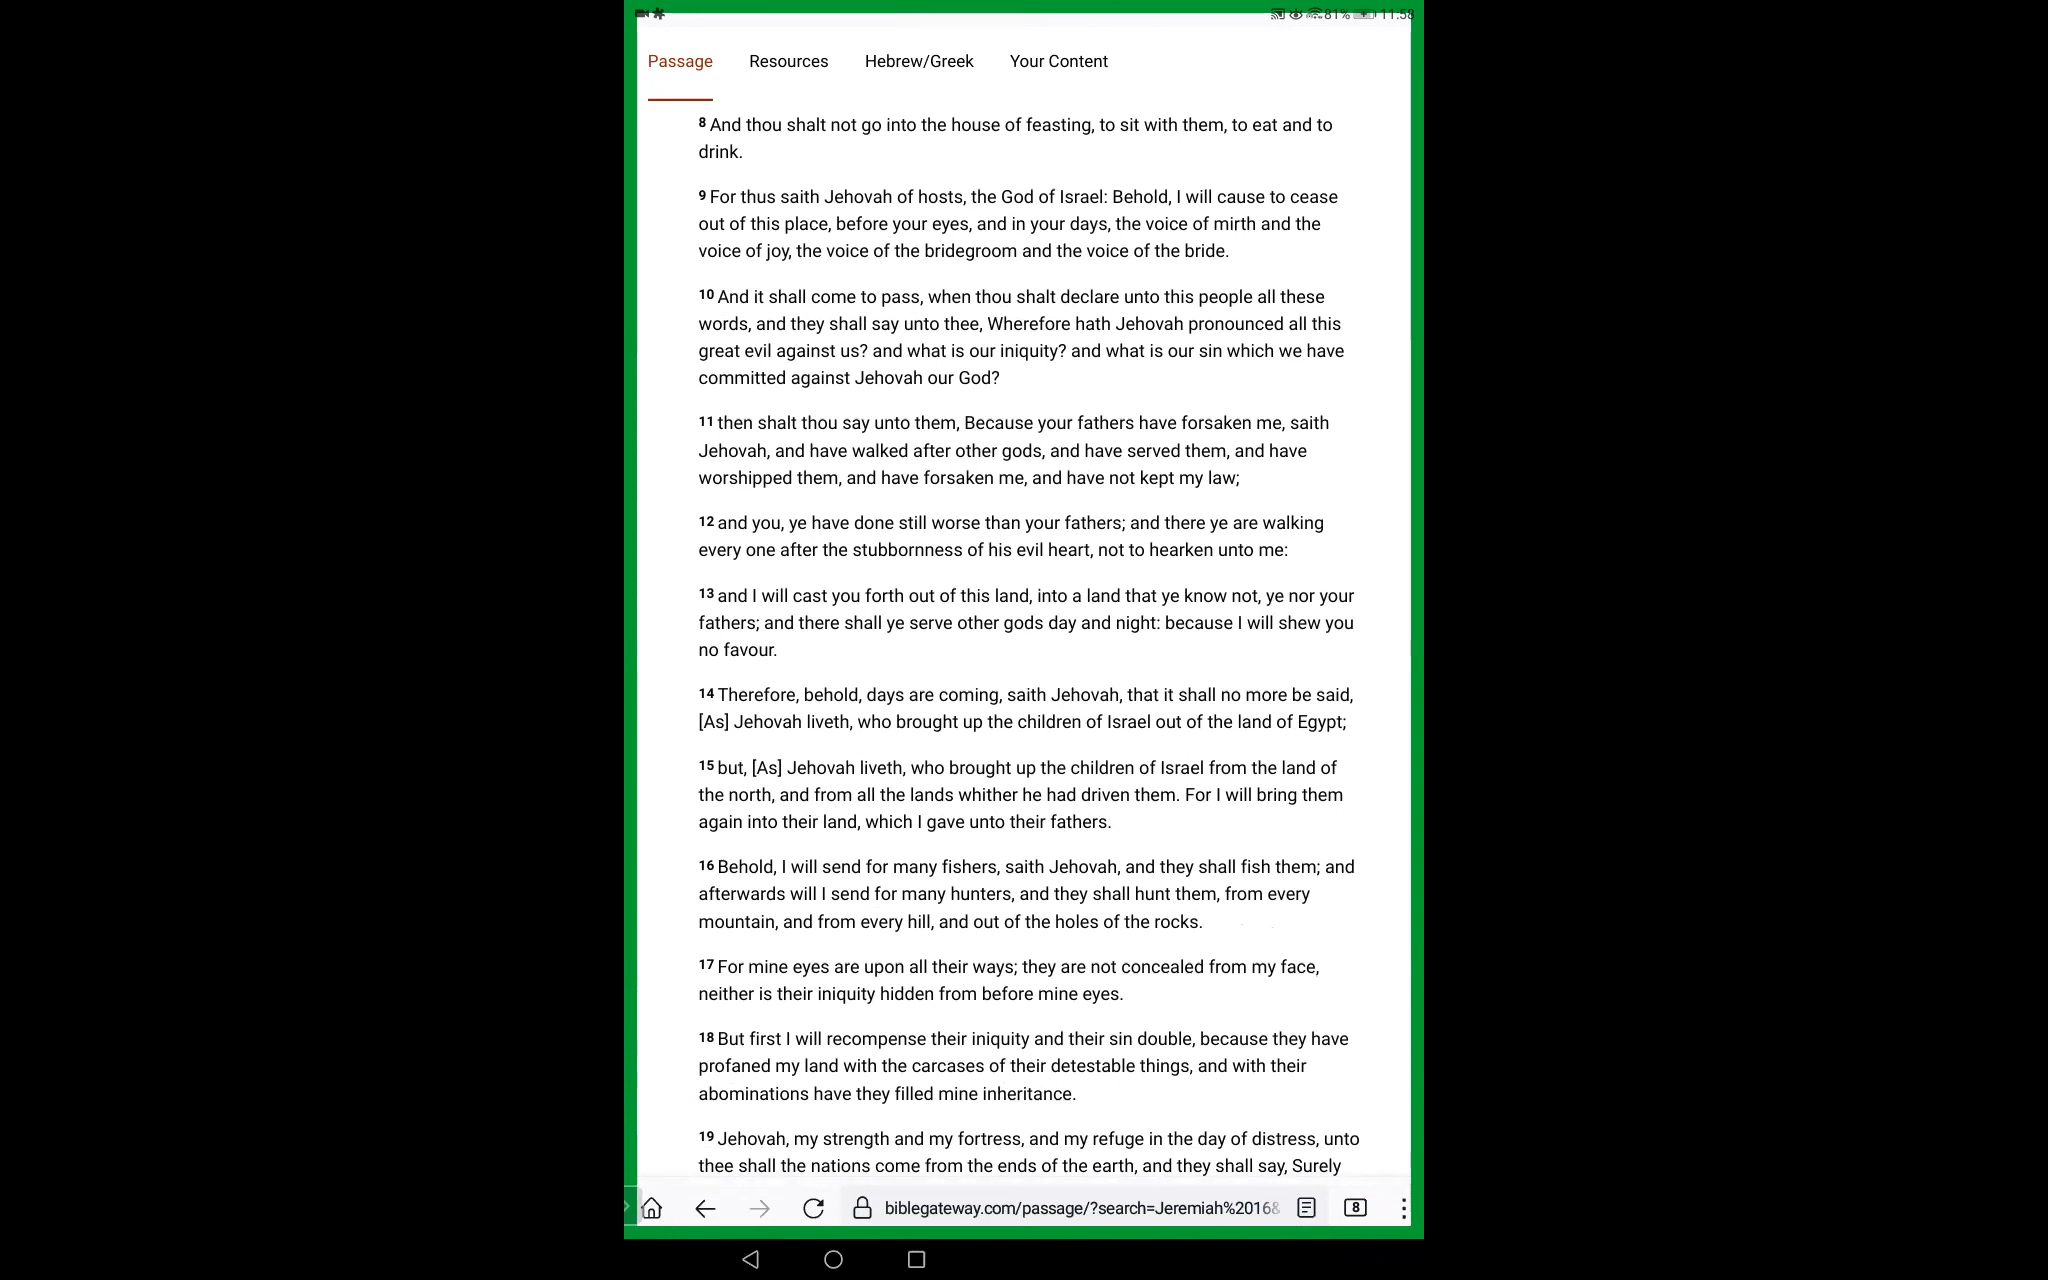 81% 11:58
Passage Resources Hebrew/Greek Your Content
8 And thou shalt not go into the house of feasting, to sit with them, to eat and to
drink.
9 For thus saith Jehovah of hosts, the God of Israel: Behold, I will cause to cease
out of this place, before your eyes, and in your days, the voice of mirth and the
voice of joy, the voice of the bridegroom and the voice of the bride.
10 And it shall come to pass, when thou shalt declare unto this people all these
words, and they shall say unto thee, Wherefore hath Jehovah pronounced all this
great evil against us? and what is our iniquity? and what is our sin which we have
committed against Jehovah our God?
11 then shalt thou say unto them, Because your fathers have forsaken me, saith
Jehovah, and have walked after other gods, and have served them, and have
worshipped them, and have forsaken me, and have not kept my law;
12 and you, ye have done still worse than your fathers; and there ye are walking
every one after the stubbornness of his evil heart, not to hearken unto me:
13 and I will cast you forth out of this land, into a land that ye know not, ye nor your
fathers; and there shall ye serve other gods day and night: because I will shew you
no favour.
14 Therefore, behold, days are coming, saith Jehovah, that it shall no more be said,
[As] Jehovah liveth, who brought up the children of Israel out of the land of Egypt;
15 but, [As] Jehovah liveth, who brought up the children of Israel from the land of
the north, and from all the lands whither he had driven them. For I will bring them
again into their land, which I gave unto their fathers.
16 Behold, I will send for many fishers, saith Jehovah, and they shall fish them; and
afterwards will I send for many hunters, and they shall hunt them, from every
mountain, and from every hill, and out of the holes of the rocks.
17 For mine eyes are upon all their ways; they are not concealed from my face,
neither is their iniquity hidden from before mine eyes.
18 But first I will recompense their iniquity and their sin double, because they have
profaned my land with the carcases of their detestable things, and with their
abominations have they filled mine inheritance.
19 Jehovah, my strength and my fortress, and my refuge in the day of distress, unto
thee shall the nations come from the ends of the earth, and they shall say, Surely
biblegateway.com/passage/?search=Jeremiah%2016& 8